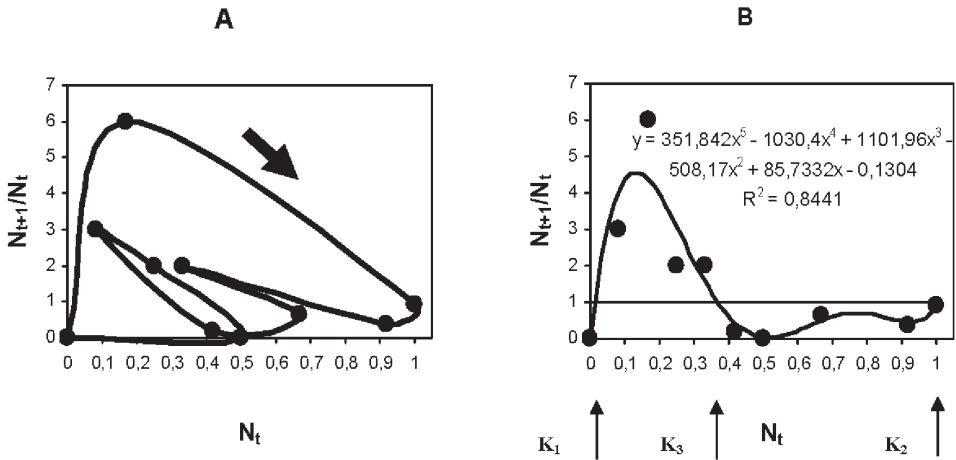 A
B
7
6
5
4
3
2
1
0
N_{t+1}/N_t
0 0,1 0,2 0,3 0,4 0,5 0,6 0,7 0,8 0,9 1
N_t
7
6
5
4
3
2
1
0
N_{t+1}/N_t
y = 351,842x^5 - 1030,4x^4 + 1101,96x^3 -
508,17x^2 + 85,7332x - 0,1304
R^2 = 0,8441
0 0,1 0,2 0,3 0,4 0,5 0,6 0,7 0,8 0,9 1
K_1
K_3
N_t
K_2